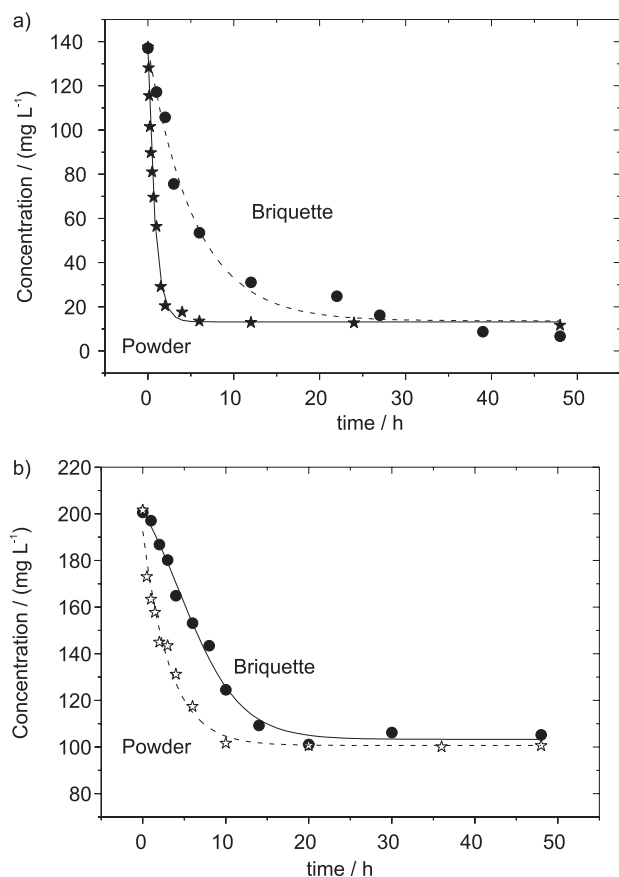 a)
140
120
100
80
60
40
20
0
Concentration / (mg L-1)
Briquette
Powder
0 10 20 30 40 50
time / h
b)
220
200
180
160
140
120
100
80
Concentration / (mg L-1)
Briquette
Powder
0 10 20 30 40 50
time / h